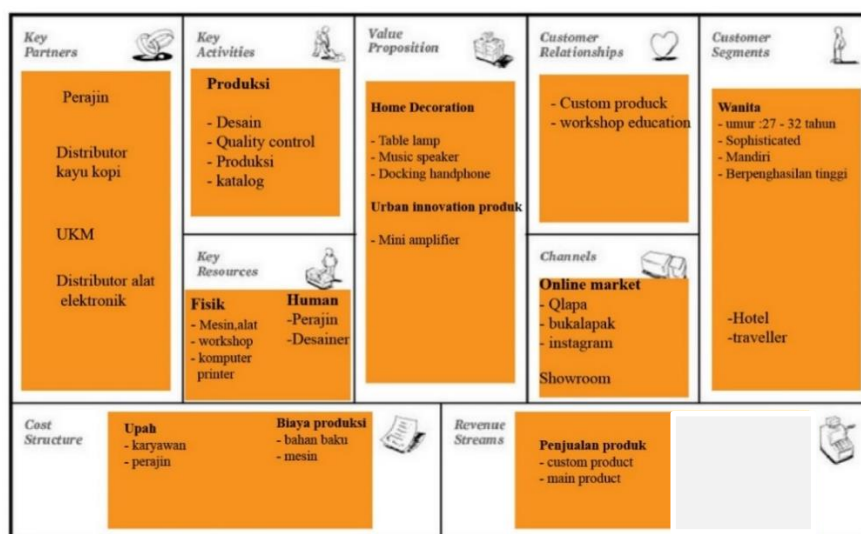 Key
Partners
Perajin
Distributor
kayu kopi
UKM
Distributor alat
elektronik
Key
Activities
Produksi
- Desain
- Quality control
- Produksi
- katalog
Key
Resources
Fisik
- Mesin,alat
- workshop
- komputer
printer
Human
-Perajin
-Desainer
Value
Proposition
Home Decoration
- Table lamp
- Music speaker
- Docking handphone
Urban innovation produk
- Mini amplifier
Customer
Relationships
- Custom produck
- workshop education
Channels
Online market
- Qlapa
- bukalapak
- instagram
Showroom
Customer
Segments
Wanita
- umur :27 - 32 tahun
- Sophisticated
- Mandiri
- Berpenghasilan tinggi
-Hotel
-traveller
Cost
Structure
Upah
- karyawan
- perajin
Biaya produksi
- bahan baku
- mesin
Revenue
Streams
Penjualan produk
- custom product
- main product